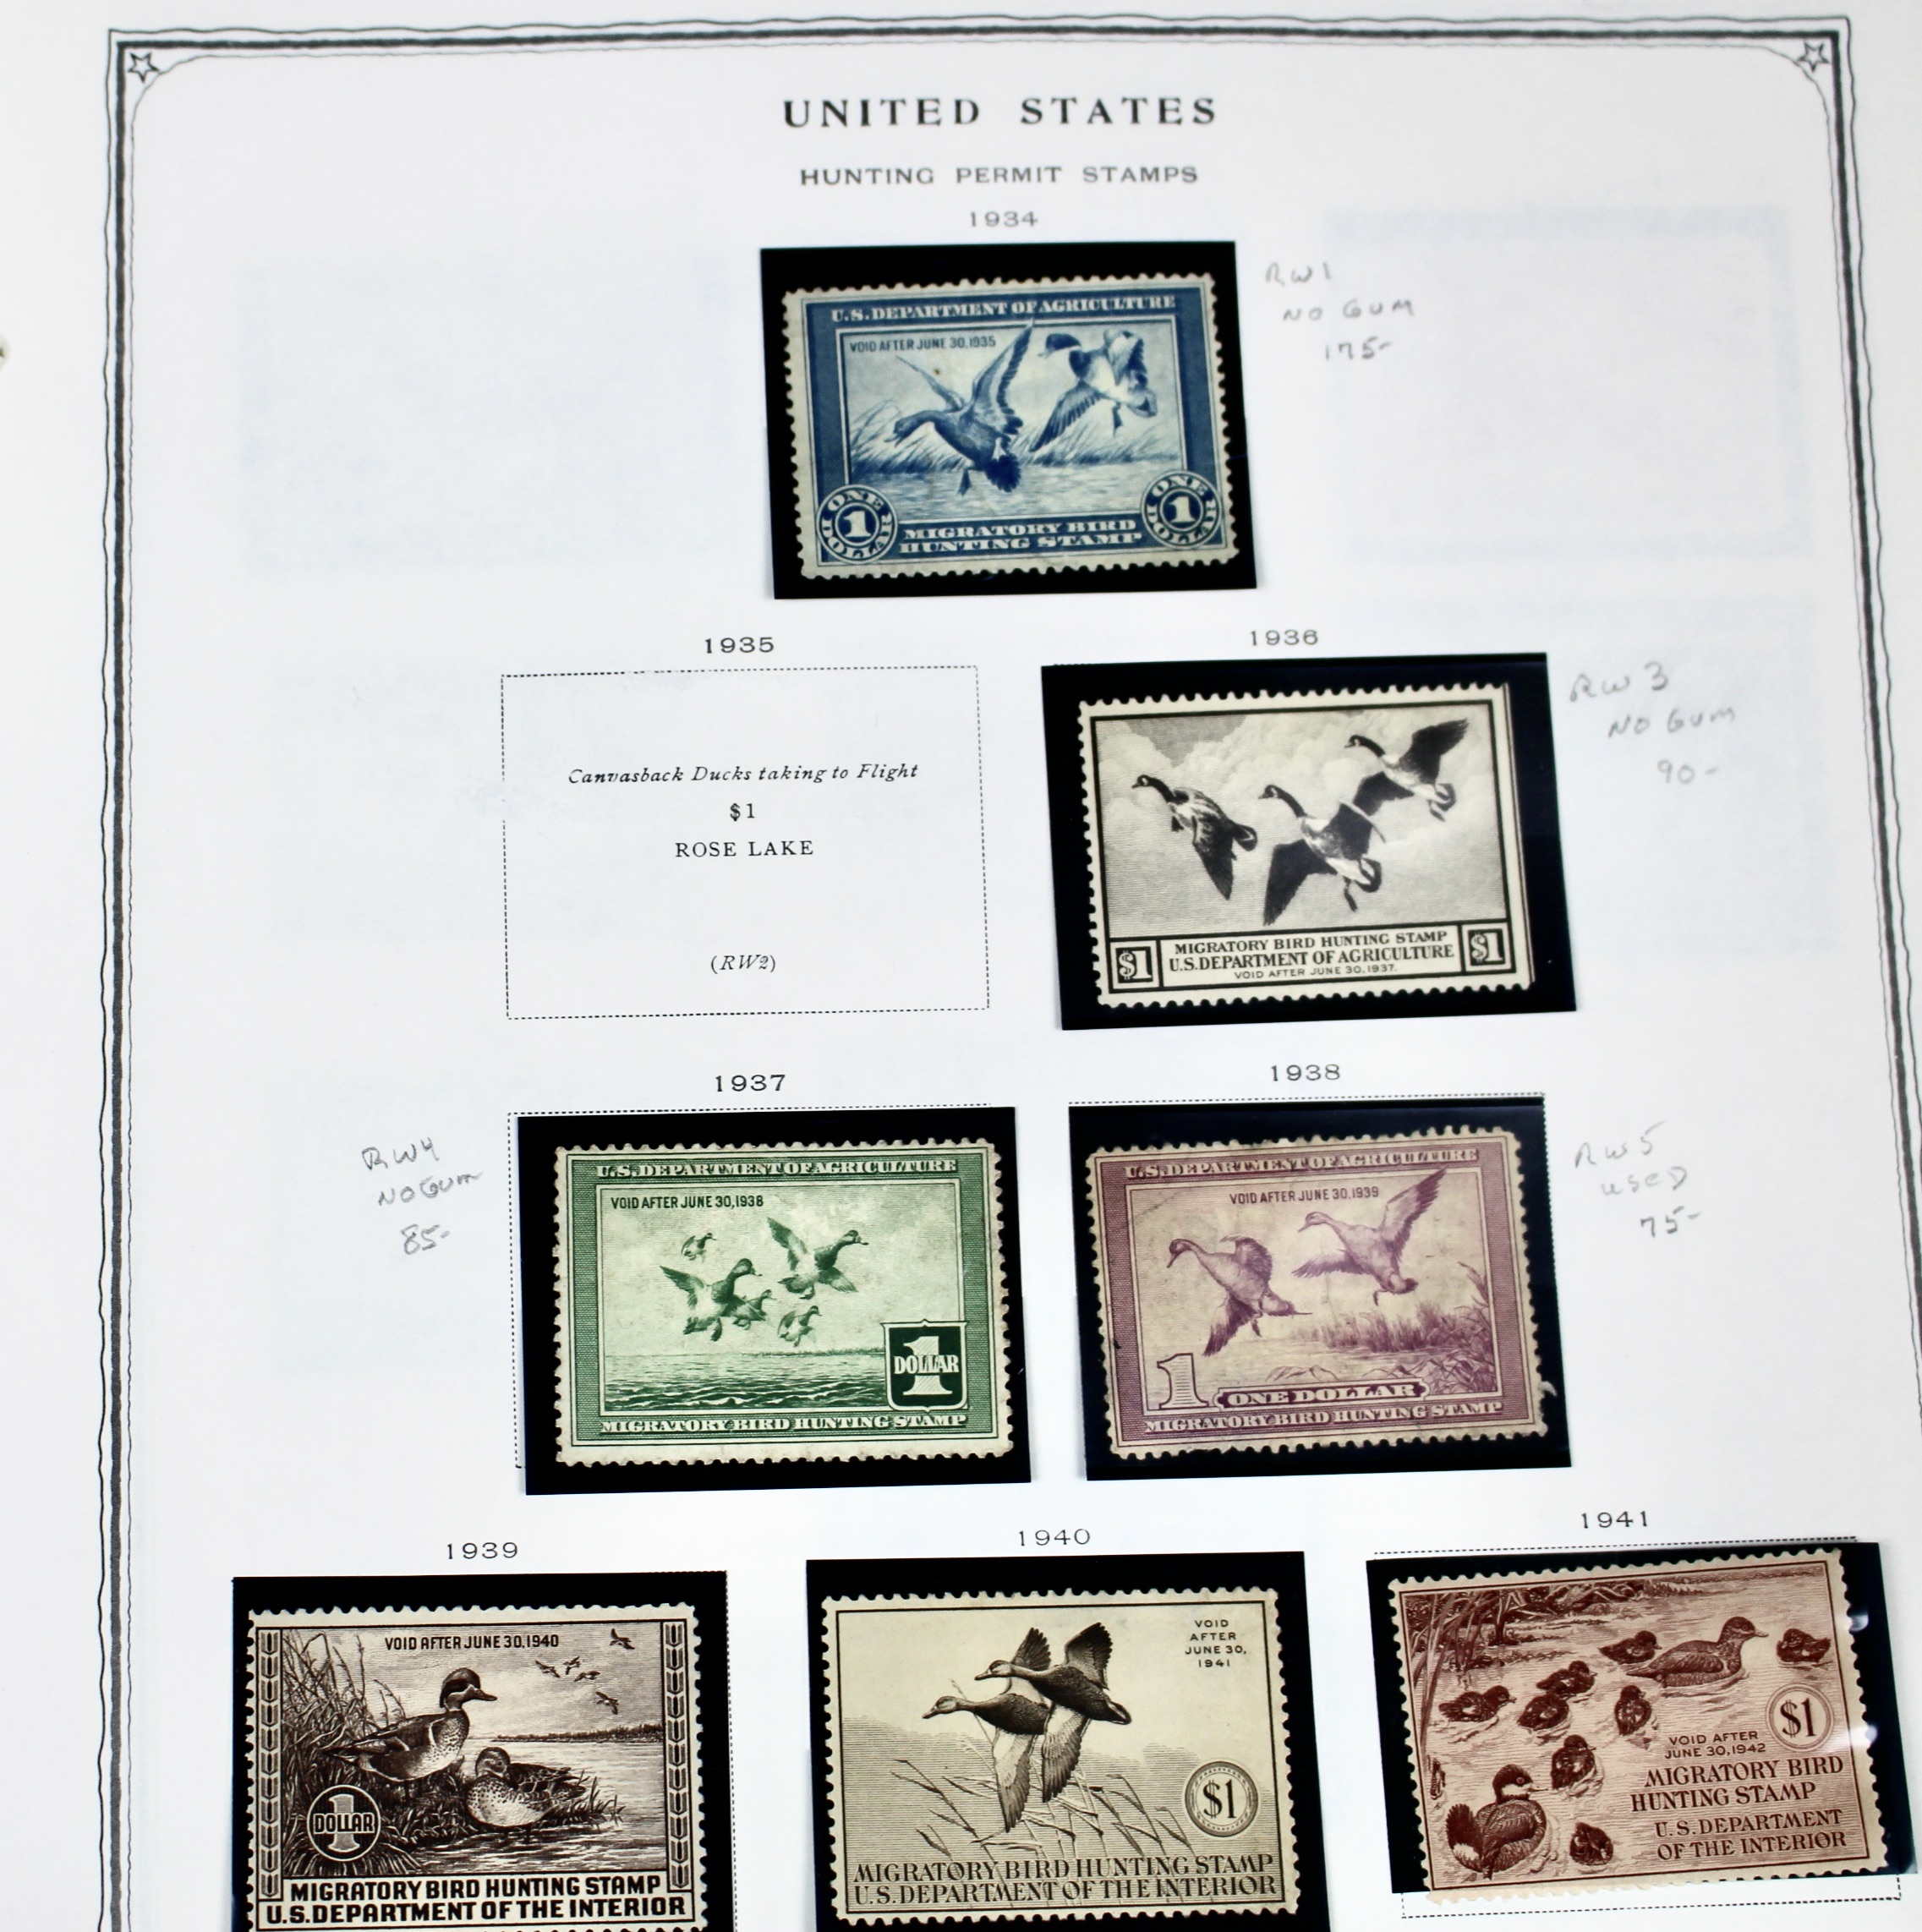 UNITED STATES
HUNTING PERMIT STAMPS
1934
U.S. DEPARTMENT OF AGRICULTURE
VOID AFTER JUNE 30, 1935
ONE
1
DOLLAR
MIGRATORY BIRD
HUNTING STAMP
ONE
1
DOLLAR
RW1
NO GUM
175-
1935
Canvasback Ducks taking to Flight
$1
ROSE LAKE
(RW2)
1936
$1
MIGRATORY BIRD HUNTING STAMP
U.S. DEPARTMENT OF AGRICULTURE
VOID AFTER JUNE 30, 1937.
$1
RW3
NO GUM
90-
1937
RW4
NO GUM
85-
U.S. DEPARTMENT OF AGRICULTURE
VOID AFTER JUNE 30, 1938
1
DOLLAR
MIGRATORY BIRD HUNTING STAMP
1938
U.S. DEPARTMENT OF AGRICULTURE
VOID AFTER JUNE 30, 1939
1 ONE DOLLAR
MIGRATORY BIRD HUNTING STAMP
RW5
USED
75-
1939
VOID AFTER JUNE 30, 1940
1
DOLLAR
MIGRATORY BIRD HUNTING STAMP
U.S. DEPARTMENT OF THE INTERIOR
1940
VOID
AFTER
JUNE 30,
1941
$1
MIGRATORY BIRD HUNTING STAMP
U.S. DEPARTMENT OF THE INTERIOR
1941
$1
VOID AFTER
JUNE 30, 1942
MIGRATORY BIRD
HUNTING STAMP
U.S. DEPARTMENT
OF THE INTERIOR